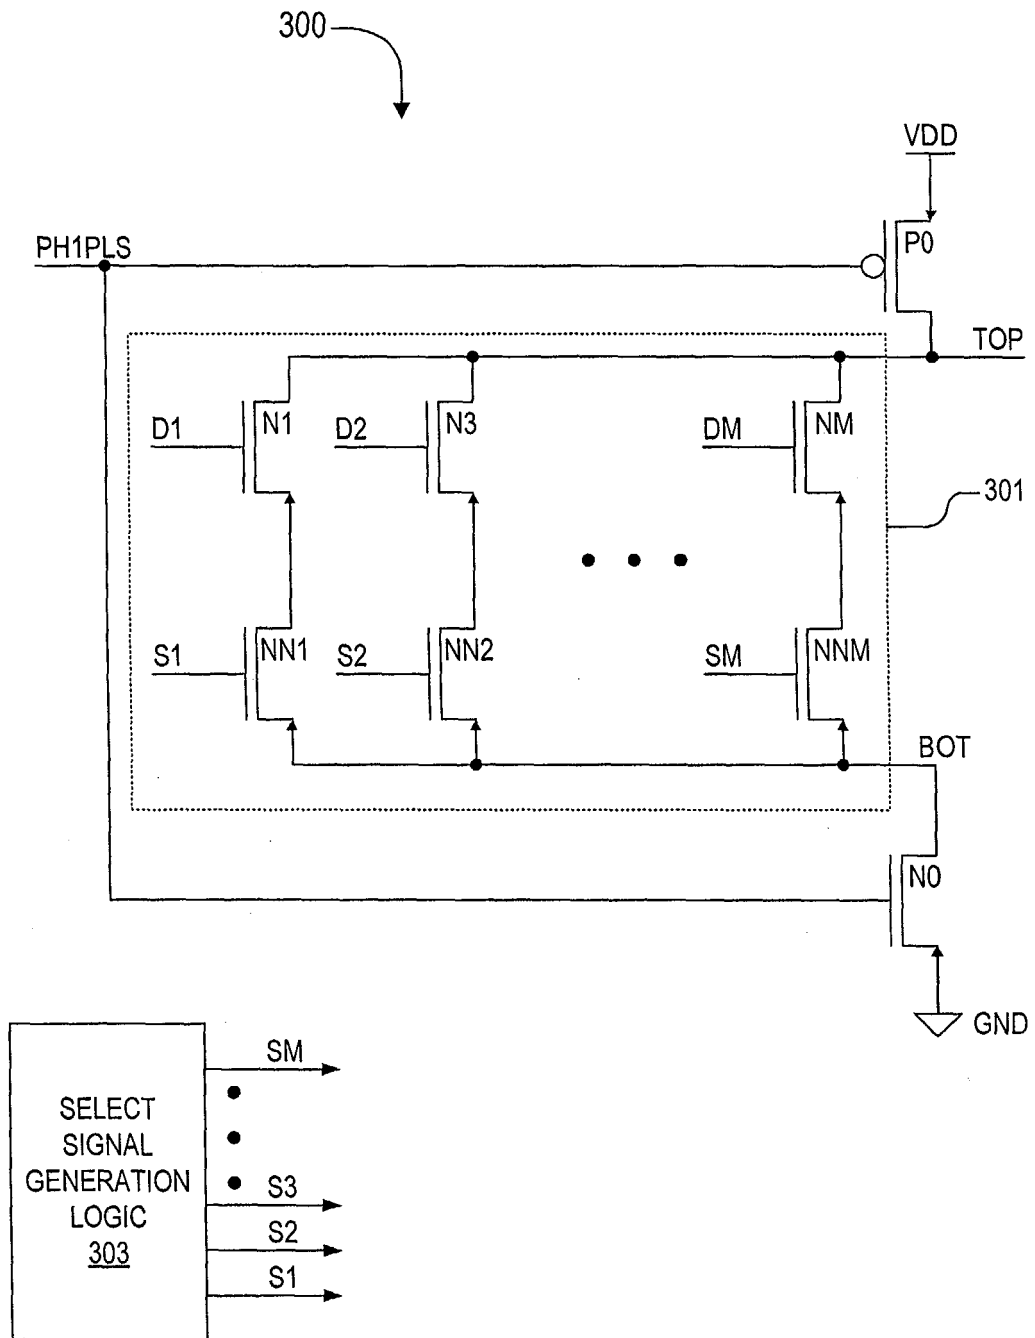 300
VDD
PH1PLS
P0
TOP
D1
N1
D2
N3
DM
NM
301
S1
NN1
S2
NN2
SM
NNM
BOT
N0
GND
SELECT
SIGNAL
GENERATION
LOGIC
303
SM
S3
S2
S1